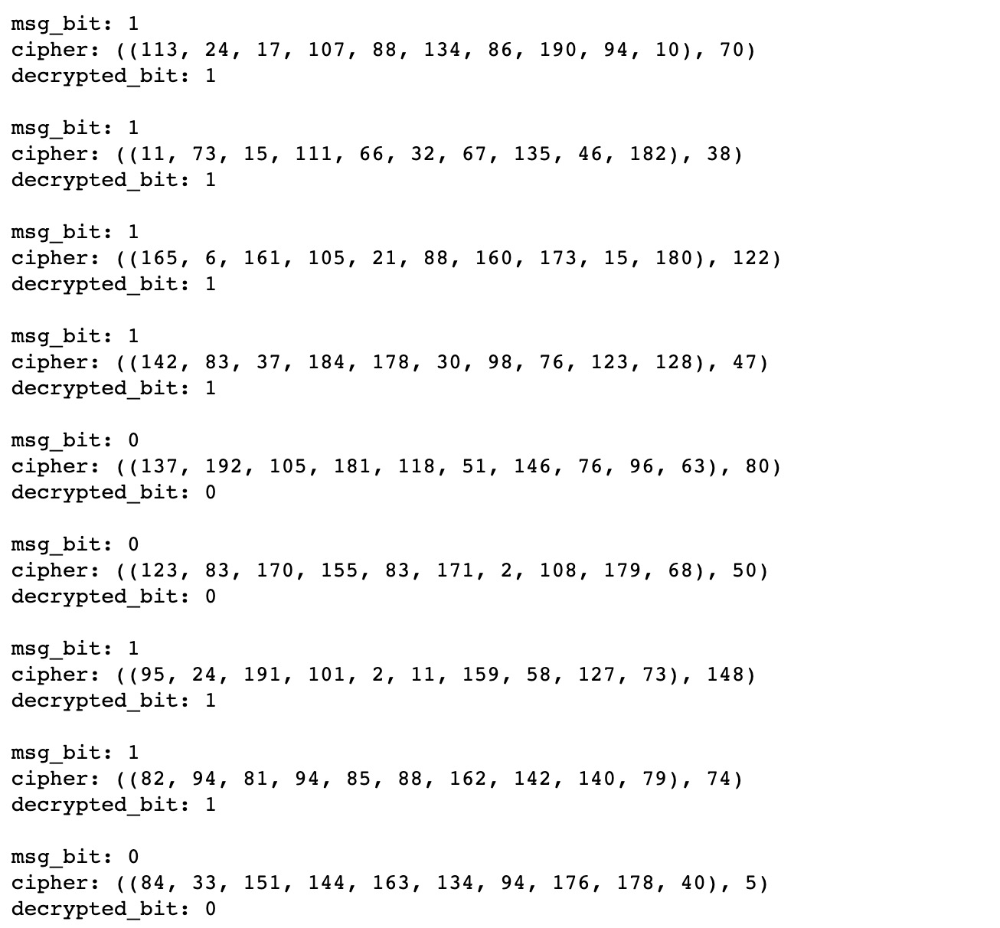 msg_bit: 1
cipher: ((113, 24, 17, 107, 88, 134, 86, 190, 94, 10), 70)
decrypted_bit: 1
msg_bit: 1
cipher: ((11, 73, 15, 111, 66, 32, 67, 135, 46, 182), 38)
decrypted_bit: 1
msg_bit: 1
cipher: ((165, 6, 161, 105, 21, 88, 160, 173, 15, 180), 122)
decrypted_bit: 1
msg_bit: 1
cipher: ((142, 83, 37, 184, 178, 30, 98, 76, 123, 128), 47)
decrypted_bit: 1
msg_bit: 0
cipher: ((137, 192, 105, 181, 118, 51, 146, 76, 96, 63), 80)
decrypted_bit: 0
msg_bit: 0
cipher: ((123, 83, 170, 155, 83, 171, 2, 108, 179, 68), 50)
decrypted_bit: 0
msg_bit: 1
cipher: ((95, 24, 191, 101, 2, 11, 159, 58, 127, 73), 148)
decrypted_bit: 1
msg_bit: 1
cipher: ((82, 94, 81, 94, 85, 88, 162, 142, 140, 79), 74)
decrypted_bit: 1
msg_bit: 0
cipher: ((84, 33, 151, 144, 163, 134, 94, 176, 178, 40), 5)
decrypted_bit: 0